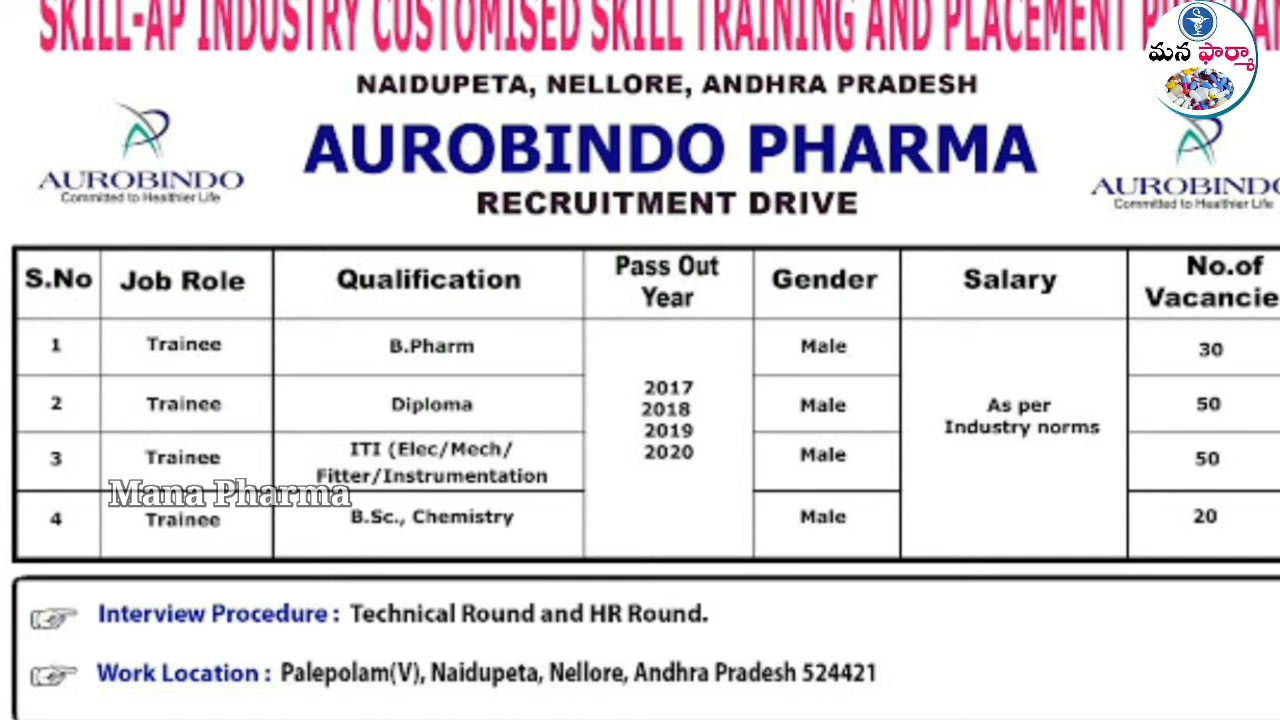 SKILL-AP INDUSTRY CUSTOMISED SKILL TRAINING AND PLACEMENT
మన ఫార్మా
NAIDUPETA, NELLORE, ANDHRA PRADESH
AUROBINDO PHARMA
RECRUITMENT DRIVE
AUROBINDO
Committed to Healthier Life
AUROBINDO
Committed to Healthier Life
S.No Job Role Qualification Pass Out Year Gender Salary No.of Vacancie
1 Trainee B.Pharm Male 30
2 Trainee Diploma Male 50
3 Trainee ITI (Elec/Mech/ Fitter/Instrumentation Male 50
4 Trainee B.Sc., Chemistry Male 20
2017
2018
2019
2020
As per
Industry norms
Mana Pharma
Interview Procedure : Technical Round and HR Round.
Work Location : Palepolam(V), Naidupeta, Nellore, Andhra Pradesh 524421